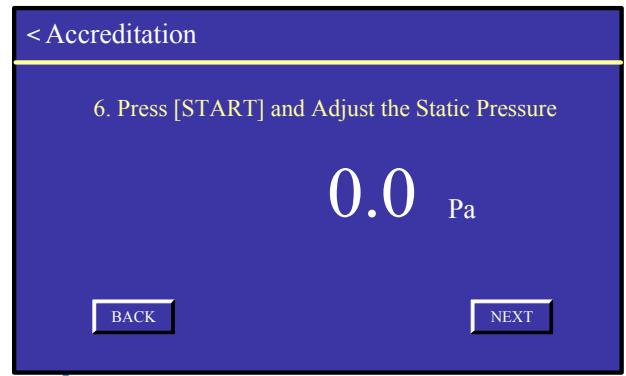 < Accreditation
6. Press [START] and Adjust the Static Pressure
0.0 Pa
BACK NEXT